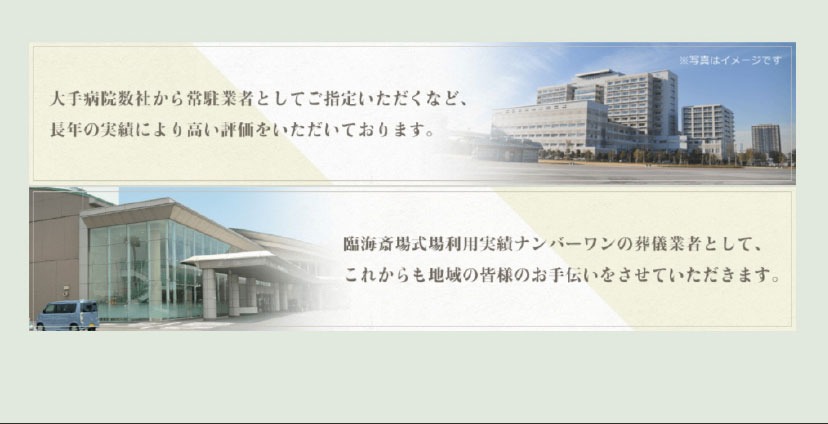 ※写真はイメージです
大手病院数社から常駐業者としてご指定いただくなど、
長年の実績により高い評価をいただいております。
臨海斎場式場利用実績ナンバーワンの葬儀業者として、
これからも地域の皆様のお手伝いをさせていただきます。